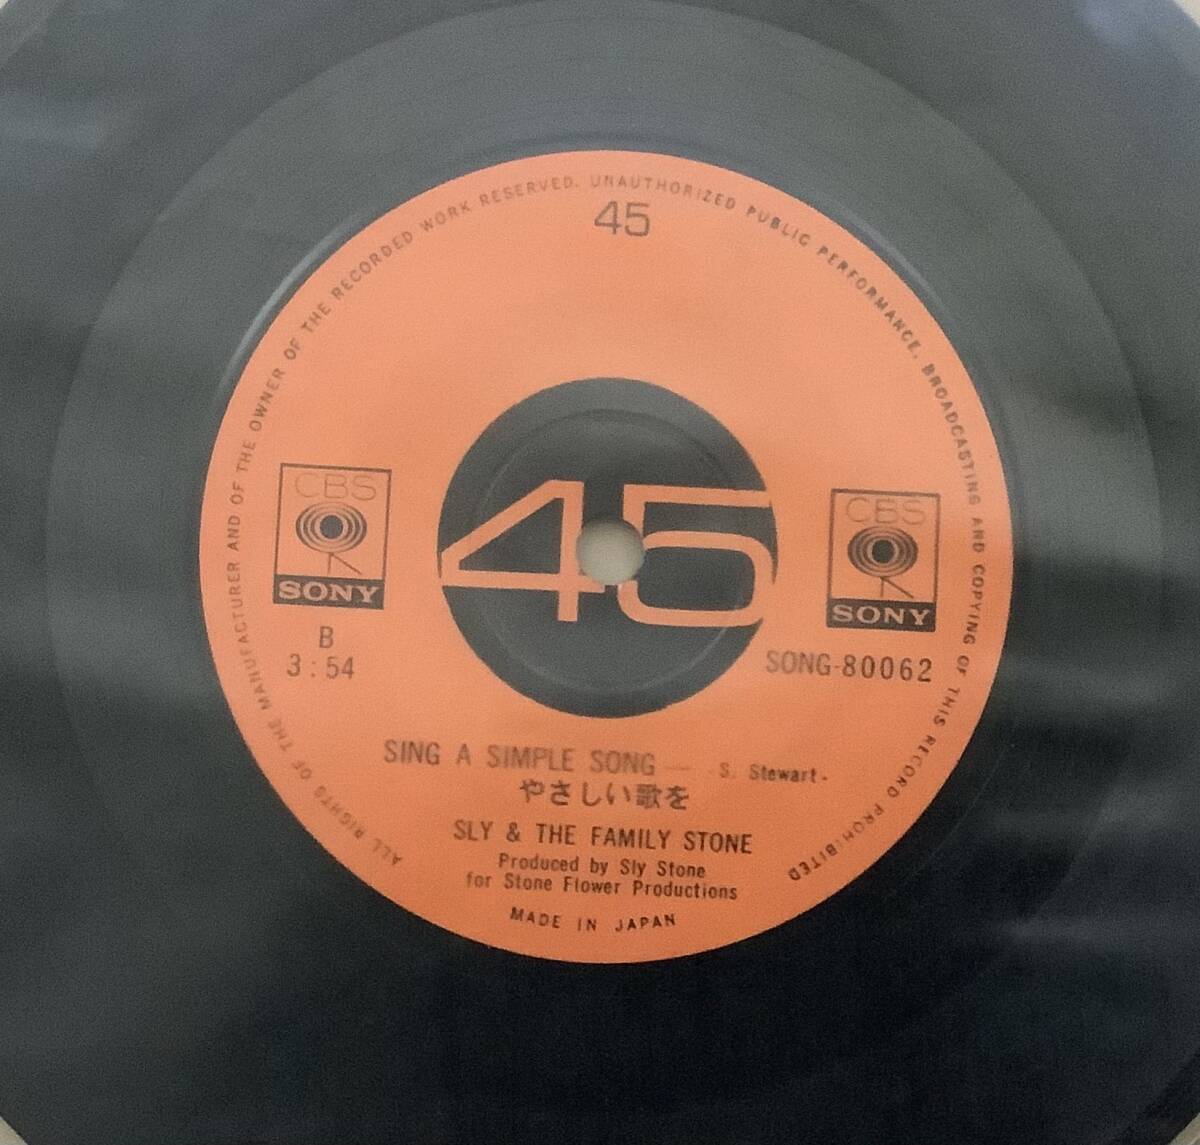 ALL RIGHTS OF THE MANUFACTURER AND OF THE OWNER OF THE RECORDED WORK RESERVED. UNAUTHORIZED PUBLIC PERFORMANCE, BROADCASTING AND COPYING OF THIS RECORD PROHIBITED
45
45
CBS
SONY
CBS
SONY
B
3:54
SONG-80062
SING A SIMPLE SONG — -S. Stewart-
やさしい歌を
SLY & THE FAMILY STONE
Produced by Sly Stone
for Stone Flower Productions
MADE IN JAPAN